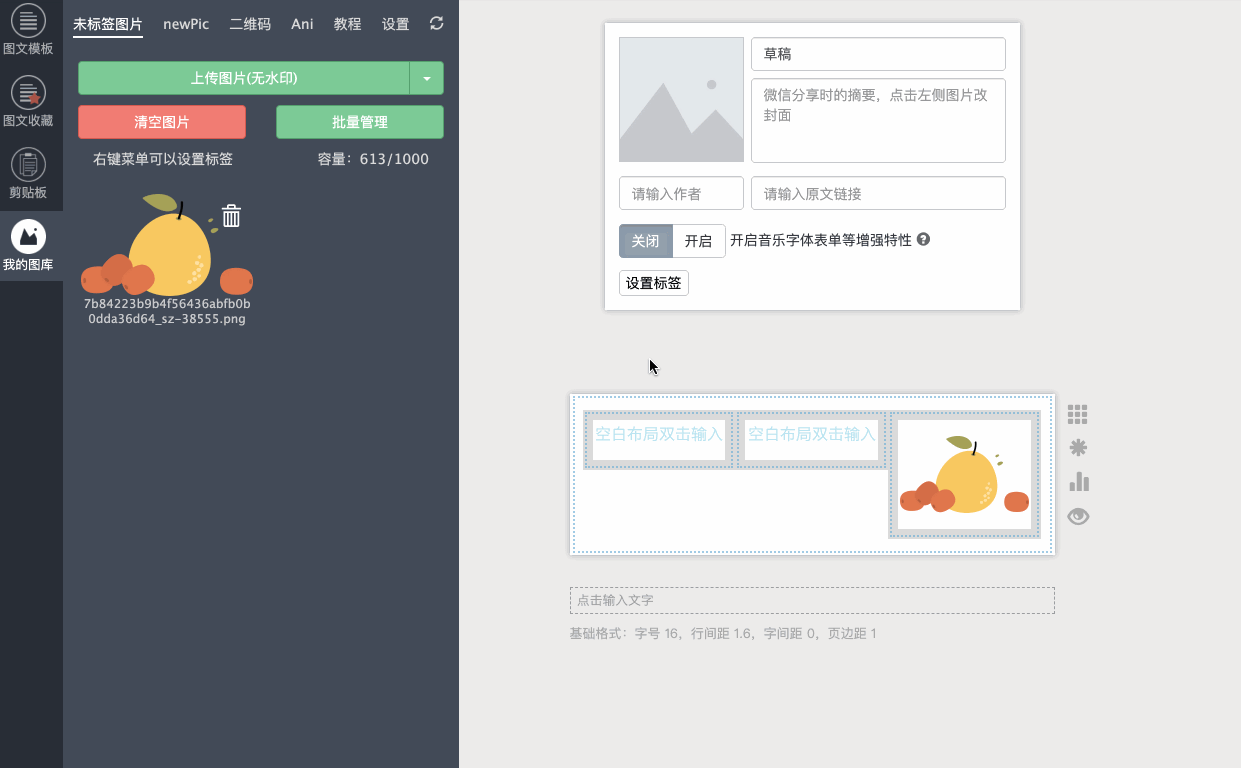 图文模板
图文收藏
剪贴板
我的图库
未标签图片 newPic 二维码 Ani 教程 设置
上传图片(无水印)
清空图片 批量管理
右键菜单可以设置标签 容量：613/1000
7b84223b9b4f56436abfb0b
0dda36d64_sz-38555.png
草稿
微信分享时的摘要，点击左侧图片改
封面
请输入作者 请输入原文链接
关闭 开启 开启音乐字体表单等增强特性 ?
设置标签
空白布局双击输入 空白布局双击输入
点击输入文字
基础格式：字号 16，行间距 1.6，字间距 0，页边距 1